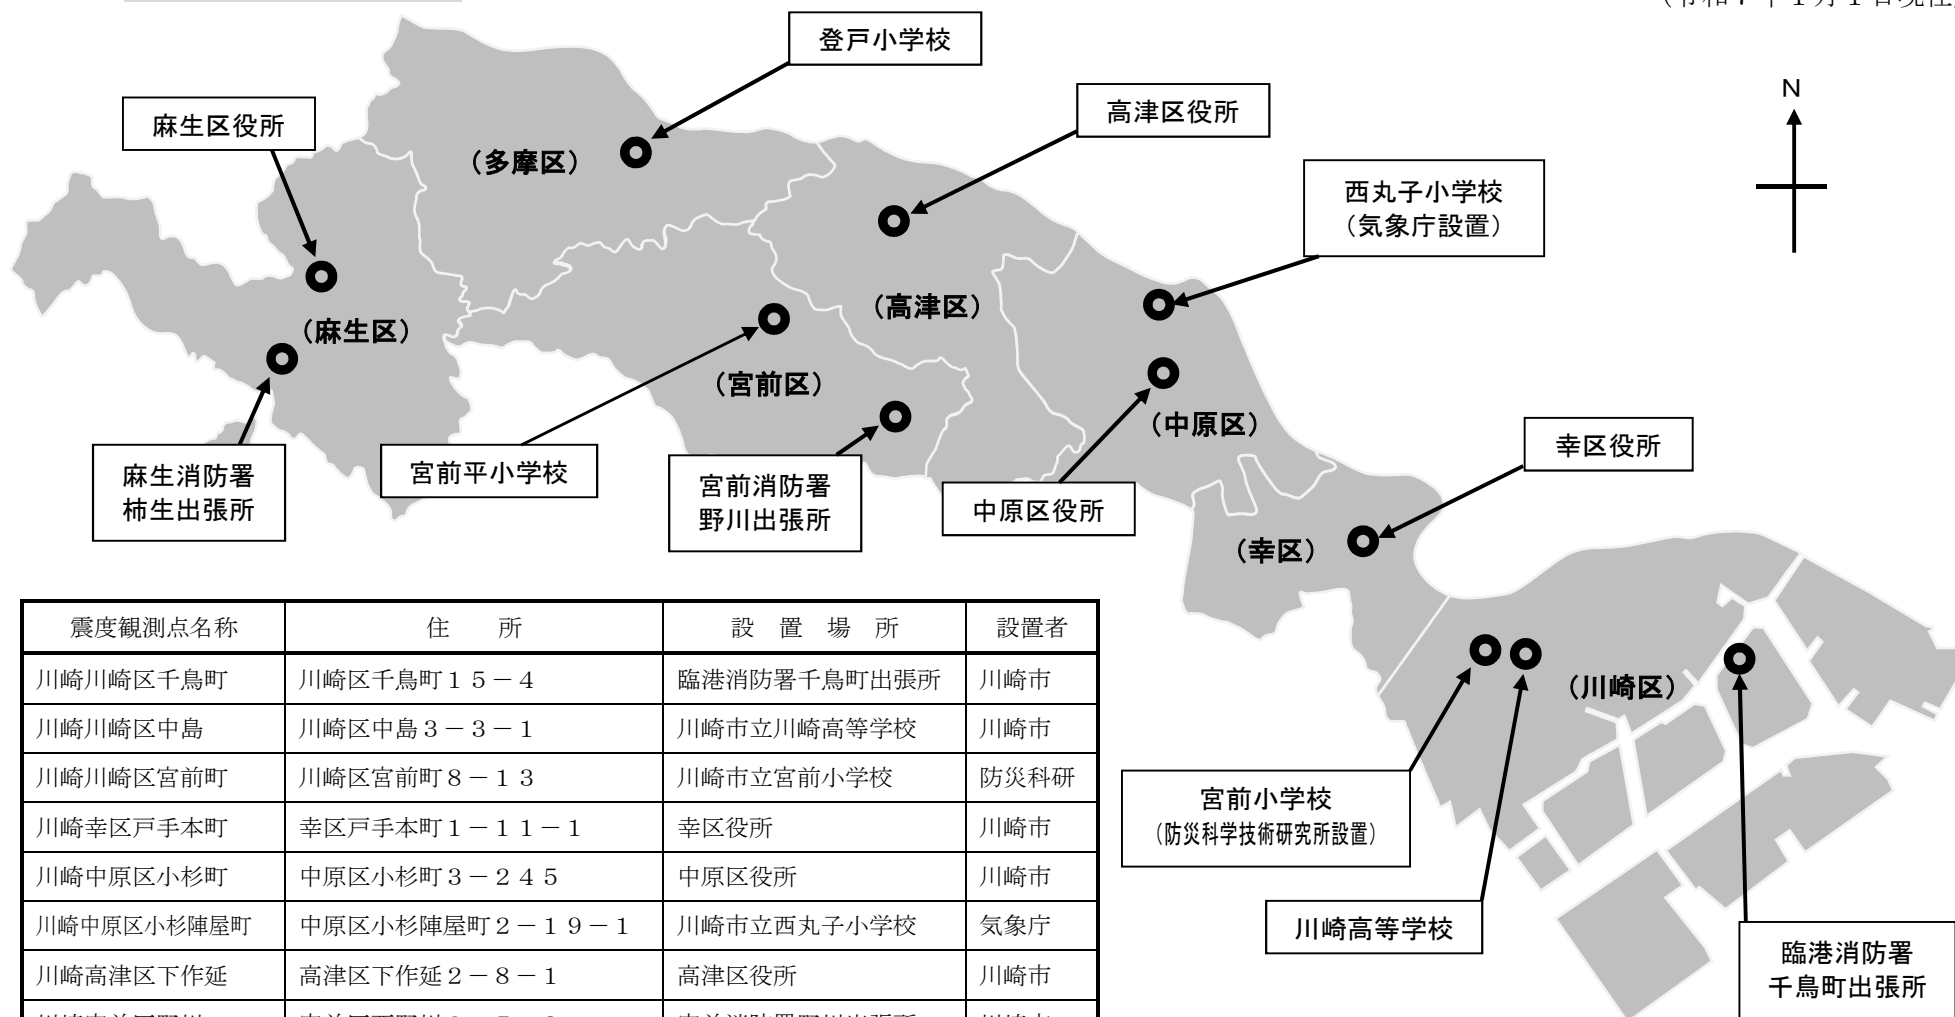 登戸小学校
高津区役所
N
麻生区役所
（多摩区）
西丸子小学校
（気象庁設置）
（高津区）
（麻生区）
（宮前区）
（中原区）
幸区役所
麻生消防署
柿生出張所
宮前平小学校
宮前消防署
野川出張所
中原区役所
（幸区）
（川崎区）
宮前小学校
（防災科学技術研究所設置）
川崎高等学校
臨港消防署
千鳥町出張所
震度観測点名称 住　所 設　置　場　所 設置者
川崎川崎区千鳥町 川崎区千鳥町１５－４ 臨港消防署千鳥町出張所 川崎市
川崎川崎区中島 川崎区中島３－３－１ 川崎市立川崎高等学校 川崎市
川崎川崎区宮前町 川崎区宮前町８－１３ 川崎市立宮前小学校 防災科研
川崎幸区戸手本町 幸区戸手本町１－１１－１ 幸区役所 川崎市
川崎中原区小杉町 中原区小杉町３－２４５ 中原区役所 川崎市
川崎中原区小杉陣屋町 中原区小杉陣屋町２－１９－１ 川崎市立西丸子小学校 気象庁
川崎高津区下作延 高津区下作延２－８－１ 高津区役所 川崎市